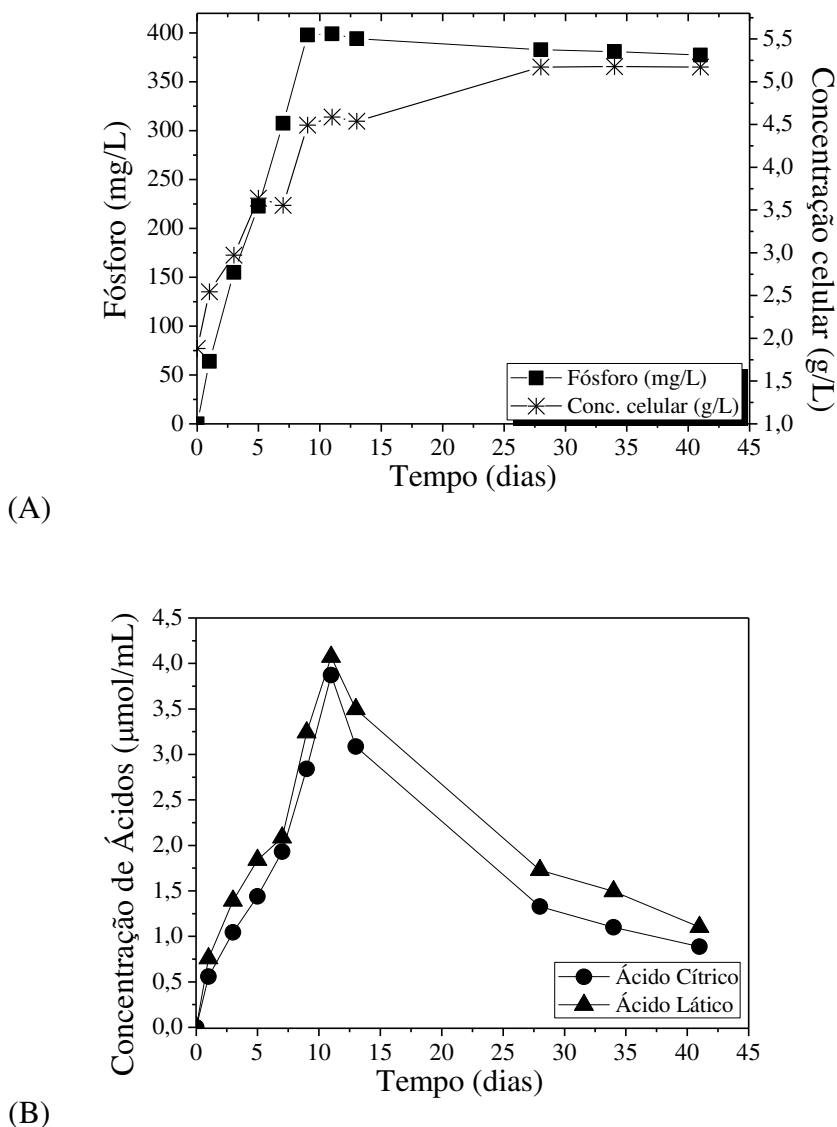 400
350
300
250
200
150
100
50
0
Fósforo (mg/L)
5,5
5,0
4,5
4,0
3,5
3,0
2,5
2,0
1,5
1,0
Concentração celular (g/L)
Fósforo (mg/L)
Conc. celular (g/L)
0 5 10 15 20 25 30 35 40 45
Tempo (dias)
(A)
4,5
4,0
3,5
3,0
2,5
2,0
1,5
1,0
0,5
0,0
Concentração de Ácidos (μmol/mL)
Ácido Cítrico
Ácido Lático
0 5 10 15 20 25 30 35 40 45
Tempo (dias)
(B)